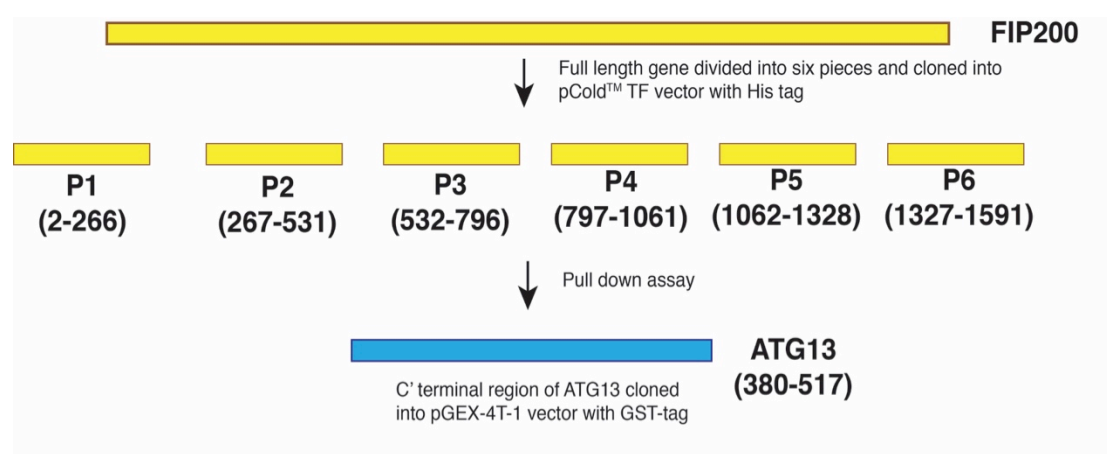 FIP200
Full length gene divided into six pieces and cloned into
pCold™ TF vector with His tag
P1 P2 P3 P4 P5 P6
(2-266) (267-531) (532-796) (797-1061) (1062-1328) (1327-1591)
Pull down assay
ATG13
(380-517)
C' terminal region of ATG13 cloned
into pGEX-4T-1 vector with GST-tag